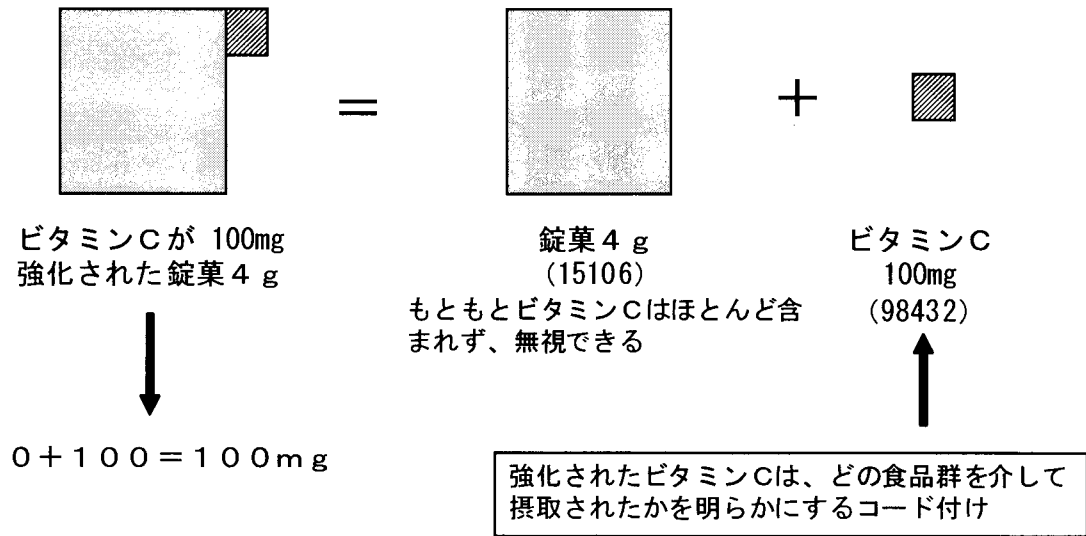 =
+
ビタミンCが 100mg
強化された錠菓4g
錠菓4g
(15106)
もともとビタミンCはほとんど含
まれず、無視できる
ビタミンC
100mg
(98432)
0+100=100mg
強化されたビタミンCは、どの食品群を介して
摂取されたかを明らかにするコード付け